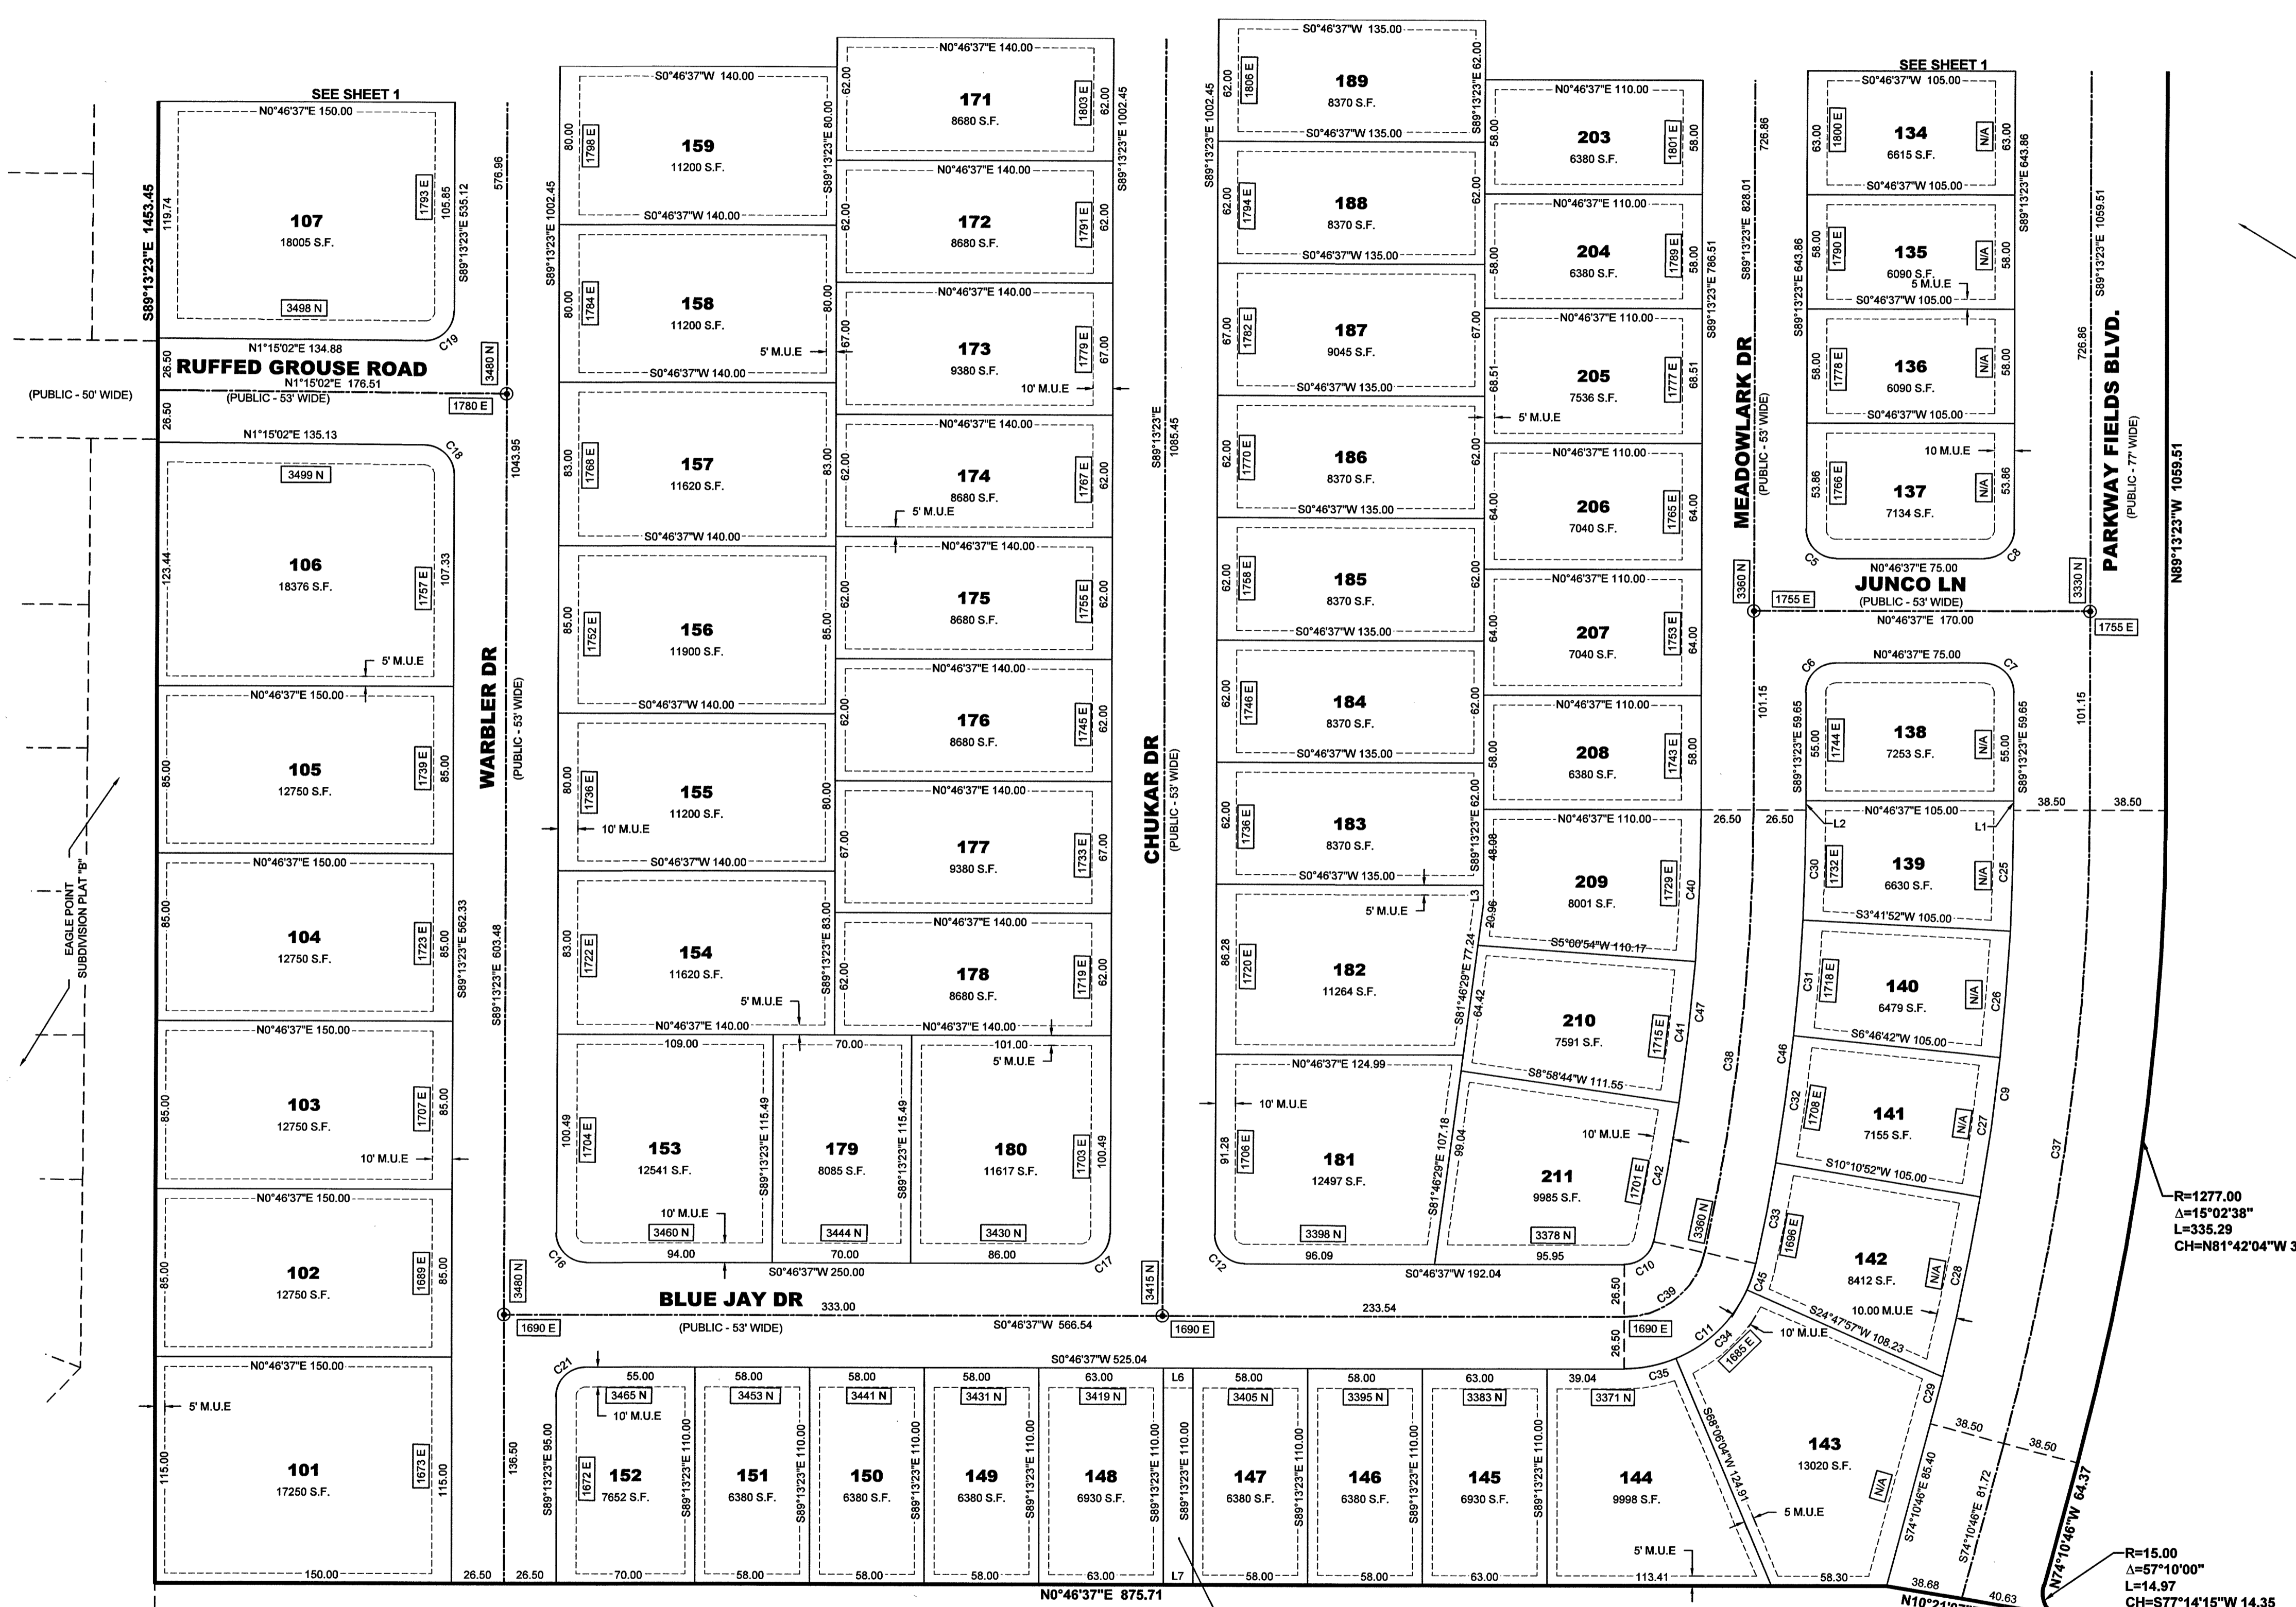 SEE SHEET 1
S89°13'23"E 1453.45
N0°46'37"E 150.00
119.74
107
18005 S.F.
1793 E
105.85
S89°13'23"E 535.12
3498 N
C19
N1°15'02"E 134.88
26.50
RUFFED GROUSE ROAD
N1°15'02"E 176.51
(PUBLIC - 50' WIDE)
(PUBLIC - 53' WIDE)
1780 E
3480 N
576.96
26.50
N1°15'02"E 135.13
C18
3499 N
123.44
106
18376 S.F.
1757 E
107.33
5' M.U.E
N0°46'37"E 150.00
85.00
105
12750 S.F.
1739 E
85.00
N0°46'37"E 150.00
85.00
104
12750 S.F.
1723 E
85.00
S89°13'23"E 562.33
N0°46'37"E 150.00
85.00
103
12750 S.F.
1707 E
85.00
10' M.U.E
N0°46'37"E 150.00
85.00
102
12750 S.F.
1689 E
85.00
N0°46'37"E 150.00
5' M.U.E
115.00
101
17250 S.F.
1673 E
115.00
150.00
EAGLE POINT
SUBDIVISION PLAT "B"
1043.95
WARBLER DR
(PUBLIC - 53' WIDE)
S89°13'23"E 603.48
3480 N
136.50
26.50
26.50
S0°46'37"W 140.00
80.00
1798 E
159
11200 S.F.
S89°13'23"E 80.00
S0°46'37"W 140.00
S89°13'23"E 1002.45
80.00
1784 E
158
11200 S.F.
80.00
5' M.U.E
S0°46'37"W 140.00
83.00
1768 E
157
11620 S.F.
83.00
S0°46'37"W 140.00
85.00
1752 E
156
11900 S.F.
85.00
S0°46'37"W 140.00
80.00
1736 E
155
11200 S.F.
80.00
10' M.U.E
S0°46'37"W 140.00
83.00
1722 E
154
11620 S.F.
S89°13'23"E 83.00
5' M.U.E
N0°46'37"E 140.00
109.00
100.49
1704 E
153
12541 S.F.
S89°13'23"E 115.49
10' M.U.E
3460 N
94.00
C16
70.00
179
8085 S.F.
S89°13'23"E 115.49
3444 N
70.00
101.00
5' M.U.E
180
11617 S.F.
1703 E
100.49
3430 N
86.00
C17
S0°46'37"W 250.00
N0°46'37"E 140.00
62.00
171
8680 S.F.
1803 E
62.00
S89°13'23"E 1002.45
N0°46'37"E 140.00
62.00
172
8680 S.F.
1791 E
62.00
N0°46'37"E 140.00
67.00
173
9380 S.F.
1779 E
67.00
10' M.U.E
N0°46'37"E 140.00
62.00
174
8680 S.F.
1767 E
62.00
5' M.U.E
N0°46'37"E 140.00
62.00
175
8680 S.F.
1755 E
62.00
N0°46'37"E 140.00
62.00
176
8680 S.F.
1745 E
62.00
N0°46'37"E 140.00
67.00
177
9380 S.F.
1733 E
67.00
N0°46'37"E 140.00
62.00
178
8680 S.F.
1719 E
62.00
N0°46'37"E 140.00
S89°13'23"E
1085.45
CHUKAR DR
(PUBLIC - 53' WIDE)
3415 N
BLUE JAY DR
333.00
(PUBLIC - 53' WIDE)
S0°46'37"W 566.54
1690 E
1690 E
233.54
1690 E
S0°46'37"W 135.00
62.00
1806 E
189
8370 S.F.
S89°13'23"E 62.00
S0°46'37"W 135.00
S89°13'23"E 1002.45
62.00
1794 E
188
8370 S.F.
62.00
S0°46'37"W 135.00
67.00
1782 E
187
9045 S.F.
67.00
S0°46'37"W 135.00
62.00
1770 E
186
8370 S.F.
62.00
5' M.U.E
S0°46'37"W 135.00
62.00
1758 E
185
8370 S.F.
62.00
S0°46'37"W 135.00
62.00
1746 E
184
8370 S.F.
62.00
S0°46'37"W 135.00
62.00
1736 E
183
8370 S.F.
S89°13'23"E 62.00
S0°46'37"W 135.00
5' M.U.E
L3
86.28
1720 E
182
11264 S.F.
S81°46'29"E 77.24
N0°46'37"E 124.99
10' M.U.E
91.28
1706 E
181
12497 S.F.
S81°46'29"E 107.18
3398 N
96.09
C12
S0°46'37"W 192.04
N0°46'37"E 110.00
58.00
203
6380 S.F.
1801 E
58.00
N0°46'37"E 110.00
58.00
204
6380 S.F.
1789 E
58.00
S89°13'23"E 786.51
N0°46'37"E 110.00
68.51
205
7536 S.F.
1777 E
68.51
N0°46'37"E 110.00
64.00
206
7040 S.F.
1765 E
64.00
N0°46'37"E 110.00
64.00
207
7040 S.F.
1753 E
64.00
N0°46'37"E 110.00
58.00
208
6380 S.F.
1743 E
58.00
N0°46'37"E 110.00
48.08
20.96
209
8001 S.F.
1729 E
C40
S5°00'54"W 110.17
64.42
210
7591 S.F.
1715 E
C41
C47
S8°58'44"W 111.55
99.04
10' M.U.E
211
9985 S.F.
1701 E
C42
3378 N
95.95
C10
26.50
26.50
C39
726.86
S89°13'23"E 828.01
MEADOWLARK DR
(PUBLIC - 53' WIDE)
3360 N
101.15
26.50
26.50
C38
3360 N
SEE SHEET 1
S0°46'37"W 105.00
63.00
1800 E
134
6615 S.F.
N/A
63.00
S0°46'37"W 105.00
S89°13'23"E 643.86
58.00
1790 E
135
6090 S.F.
5 M.U.E
N/A
58.00
S0°46'37"W 105.00
S89°13'23"E 643.86
58.00
1778 E
136
6090 S.F.
N/A
58.00
S0°46'37"W 105.00
10 M.U.E
53.86
1766 E
137
7134 S.F.
N/A
53.86
C5
C8
N0°46'37"E 75.00
JUNCO LN
(PUBLIC - 53' WIDE)
1755 E
N0°46'37"E 170.00
3330 N
1755 E
N0°46'37"E 75.00
C6
C7
S89°13'23"E 59.65
55.00
1744 E
138
7253 S.F.
N/A
55.00
S89°13'23"E 59.65
N0°46'37"E 105.00
L2
L1
38.50
38.50
C30
1732 E
139
6630 S.F.
N/A
C25
S3°41'52"W 105.00
C31
1718 E
140
6479 S.F.
N/A
C26
S6°46'42"W 105.00
C46
C32
1708 E
141
7155 S.F.
N/A
C27
C9
S10°10'52"W 105.00
C33
1696 E
142
8412 S.F.
N/A
C28
10.00 M.U.E
C45
S24°47'57"W 108.23
C11
C34
10' M.U.E
1685 E
C29
143
13020 S.F.
N/A
5 M.U.E
S68°06'04"W 124.91
58.30
S74°10'46"E 85.40
38.50
38.50
S74°10'46"E 81.72
S89°13'23"E 1059.51
726.86
PARKWAY FIELDS BLVD.
(PUBLIC - 77' WIDE)
N89°13'23"W 1059.51
101.15
C37
R=1277.00
Δ=15°02'38"
L=335.29
CH=N81°42'04"W 3
N74°10'46"W 64.37
R=15.00
Δ=57°10'00"
L=14.97
CH=S77°14'15"W 14.35
38.68
40.63
C21
S0°46'37"W 525.04
S89°13'23"E 95.00
55.00
3465 N
10' M.U.E
1672 E
152
7652 S.F.
70.00
S89°13'23"E 110.00
58.00
3453 N
151
6380 S.F.
58.00
S89°13'23"E 110.00
58.00
3441 N
150
6380 S.F.
58.00
S89°13'23"E 110.00
58.00
3431 N
149
6380 S.F.
58.00
S89°13'23"E 110.00
63.00
3419 N
148
6930 S.F.
63.00
S89°13'23"E 110.00
L6
L7
S89°13'23"E 110.00
58.00
3405 N
147
6380 S.F.
58.00
S89°13'23"E 110.00
58.00
3395 N
146
6380 S.F.
58.00
S89°13'23"E 110.00
63.00
3383 N
145
6930 S.F.
63.00
S89°13'23"E 110.00
39.04
C35
3371 N
144
9998 S.F.
5' M.U.E
113.41
N0°46'37"E 875.71